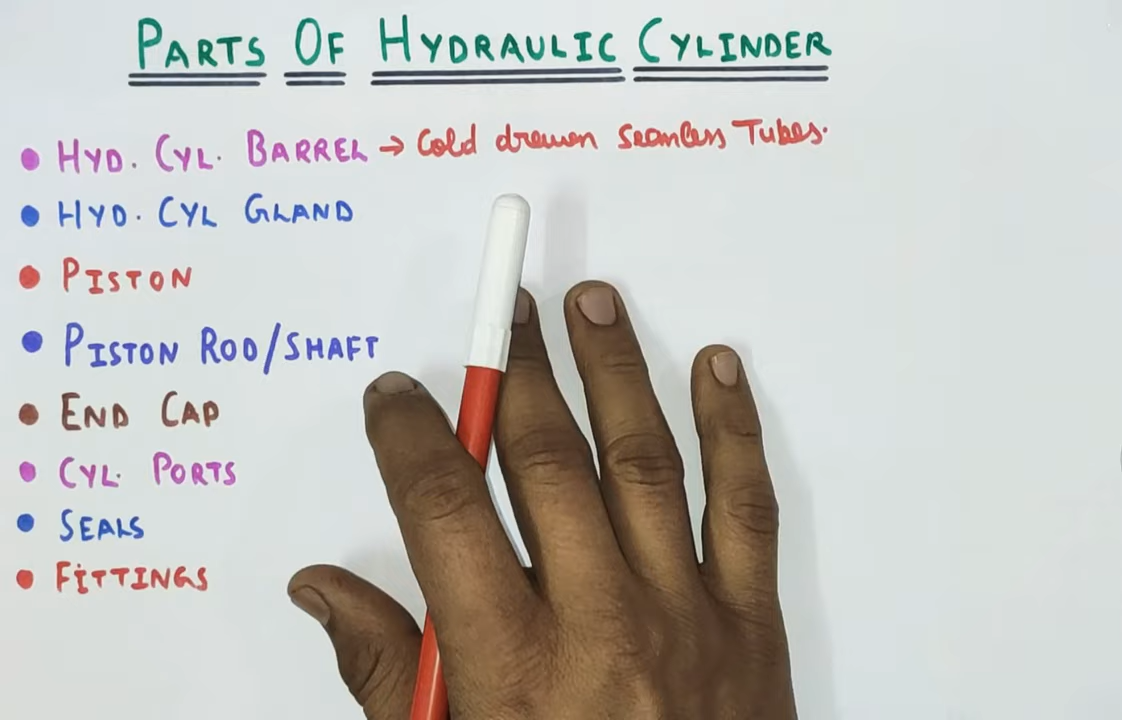 PARTS OF HYDRAULIC CYLINDER
HYD. CYL. BARREL → Cold drawn seamless Tubes.
HYD. CYL GLAND
PISTON
PISTON ROD/SHAFT
END CAP
CYL. PORTS
SEALS
FiTTINGS